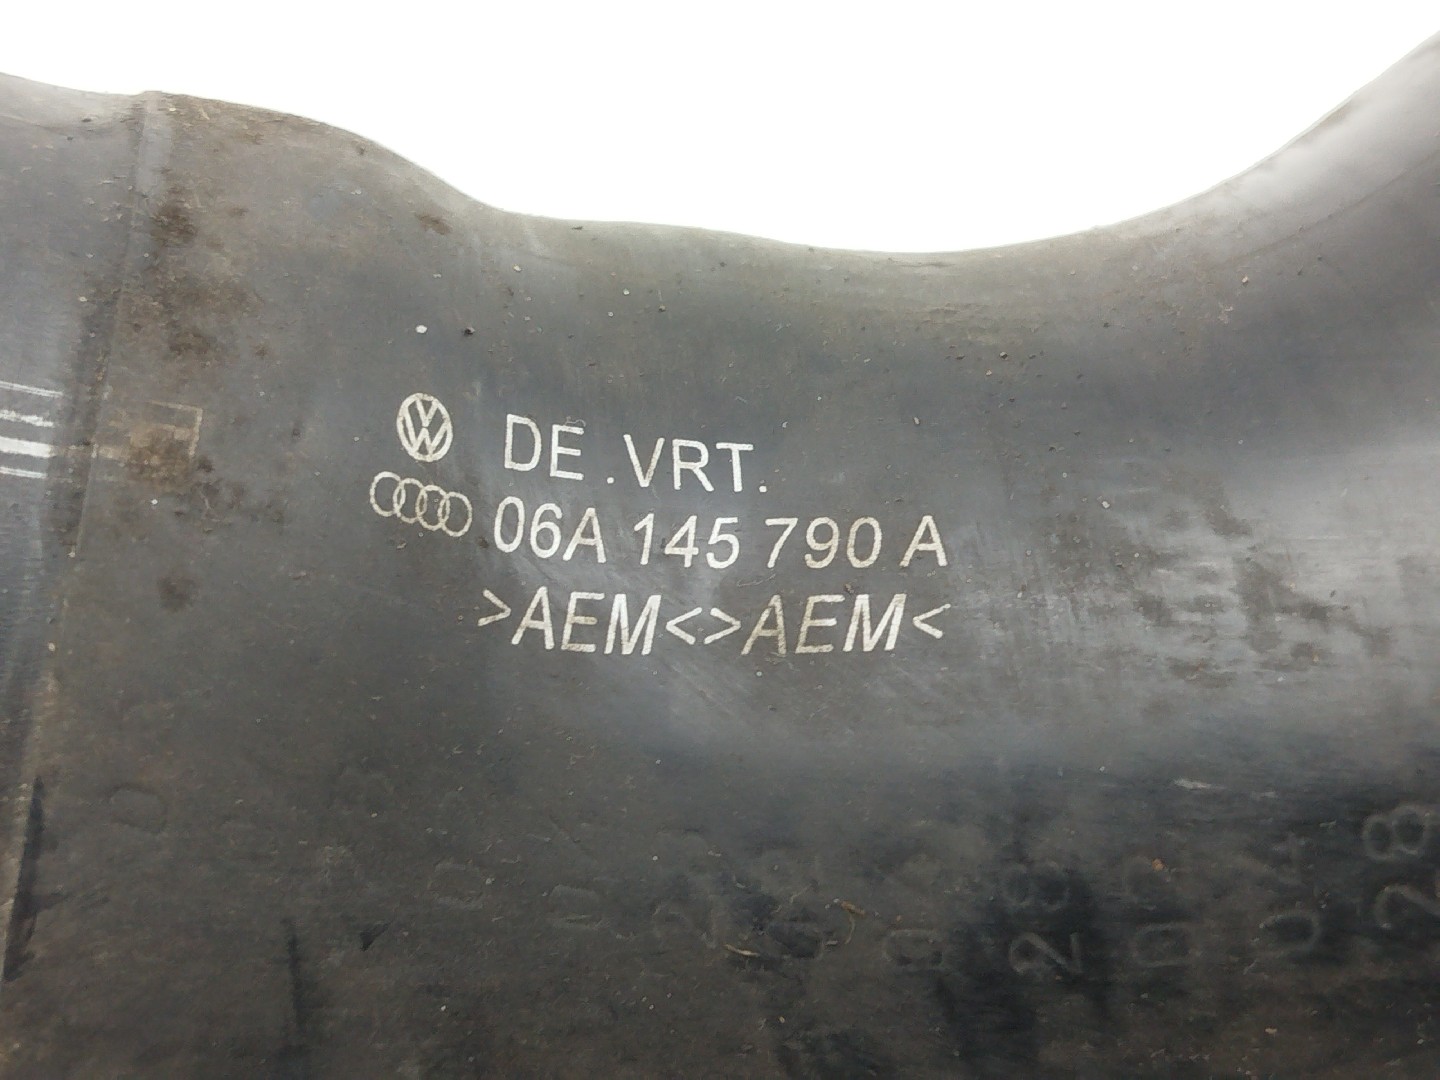 DE .VRT.
06A 145 790 A
>AEM<>AEM<